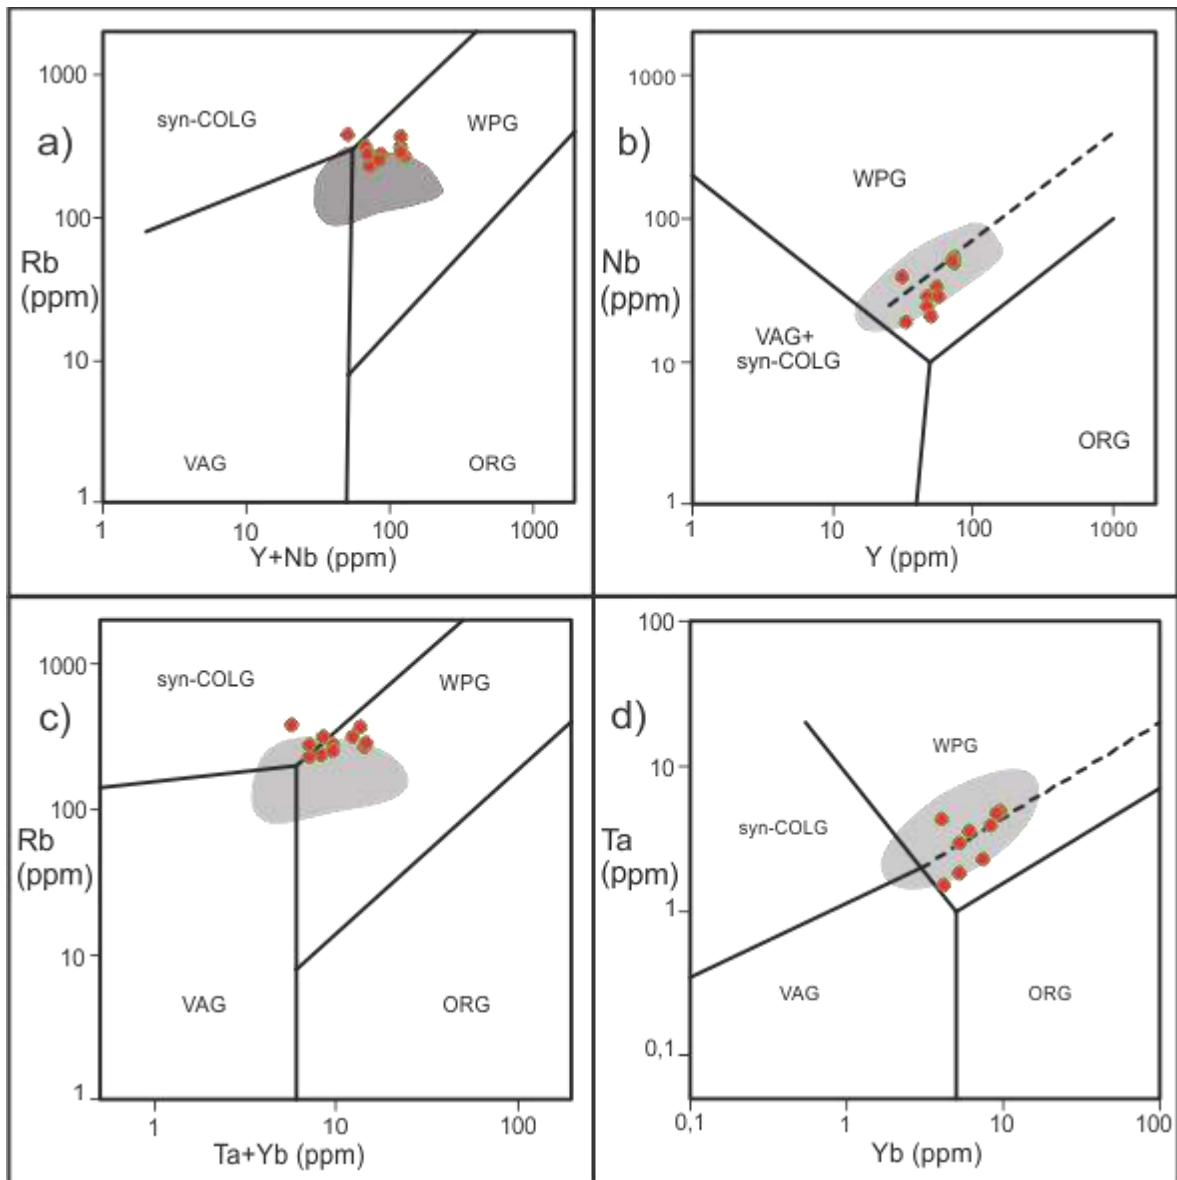 a)
1000
100
10
1
Rb
(ppm)
syn-COLG
WPG
VAG
ORG
1
10
100
1000
Y+Nb (ppm)
b)
1000
100
10
1
Nb
(ppm)
WPG
VAG+
syn-COLG
ORG
1
10
100
1000
Y (ppm)
c)
1000
100
10
1
Rb
(ppm)
syn-COLG
WPG
VAG
ORG
1
10
100
Ta+Yb (ppm)
d)
100
10
1
0,1
Ta
(ppm)
WPG
syn-COLG
VAG
ORG
0,1
1
10
100
Yb (ppm)